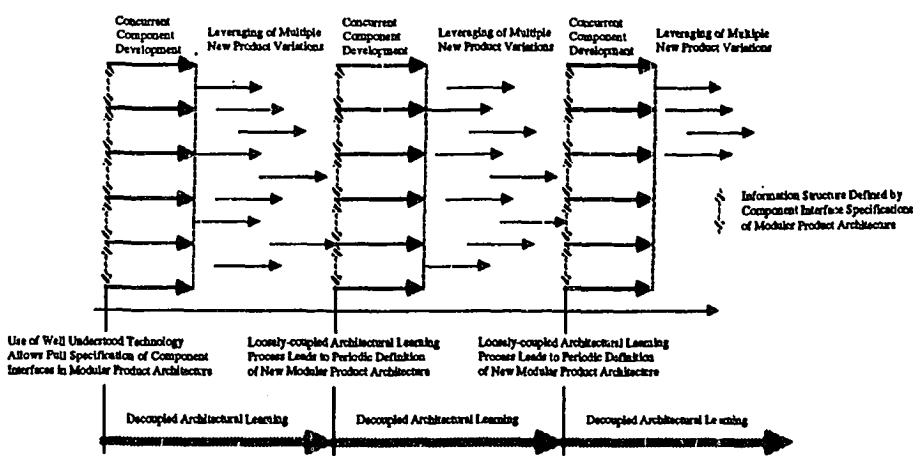 Concurrent
Component
Development
Leveraging of Multiple
New Product Variations
Concurrent
Component
Development
Leveraging of Multiple
New Product Variations
Concurrent
Component
Development
Leveraging of Multiple
New Product Variations
Information Structure Defined by
Component Interface Specifications
of Modular Product Architecture
Use of Well Understood Technology
Allows Full Specification of Component
Interfaces in Modular Product Architecture
Loosely-coupled Architectural Learning
Process Leads to Periodic Definition
of New Modular Product Architecture
Loosely-coupled Architectural Learning
Process Leads to Periodic Definition
of New Modular Product Architecture
Decoupled Architectural Learning
Decoupled Architectural Learning
Decoupled Architectural Learning